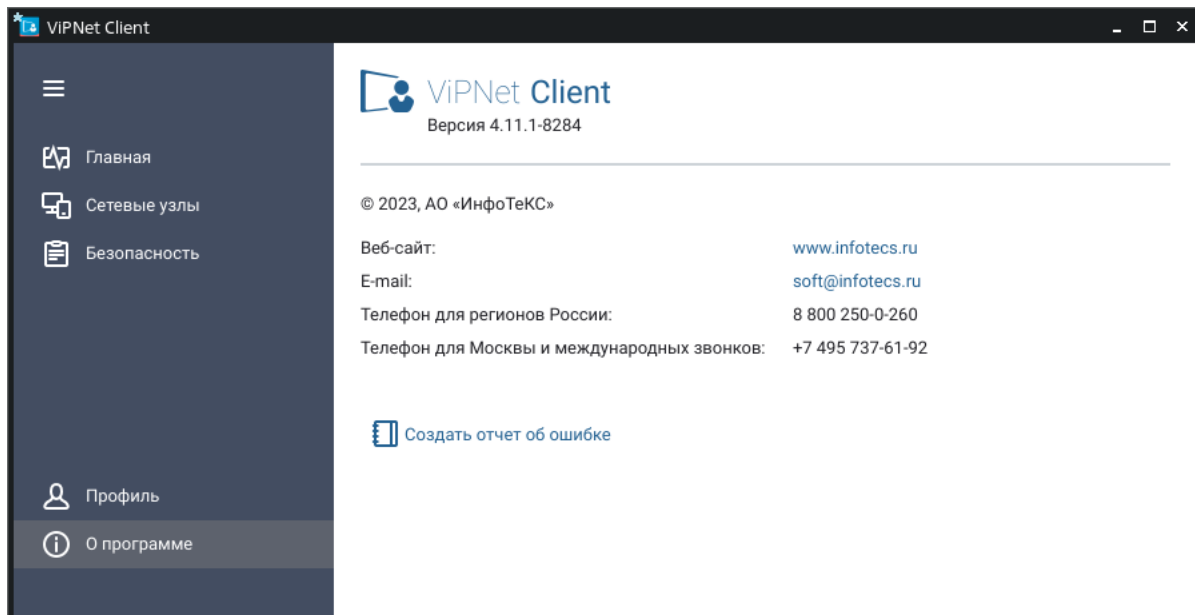 ViPNet Client
ViPNet Client
Версия 4.11.1-8284
Главная
Сетевые узлы
Безопасность
© 2023, АО «ИнфоТеКС»
Веб-сайт: www.infotecs.ru
E-mail: soft@infotecs.ru
Телефон для регионов России: 8 800 250-0-260
Телефон для Москвы и международных звонков: +7 495 737-61-92
Создать отчет об ошибке
Профиль
О программе